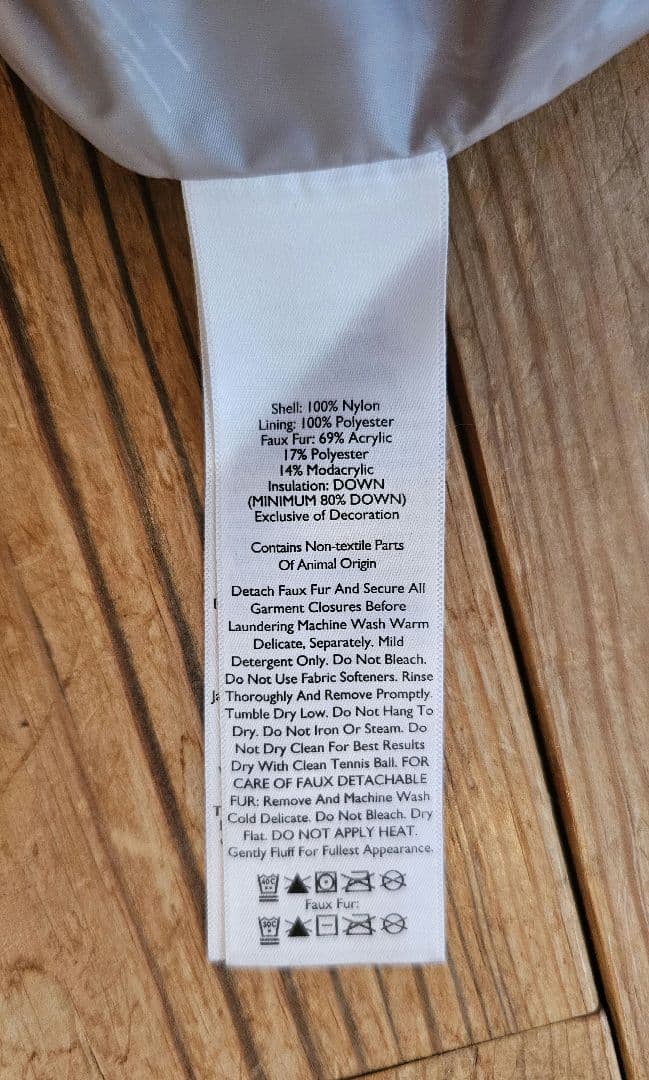 Shell: 100% Nylon
Lining: 100% Polyester
Faux Fur: 69% Acrylic
17% Polyester
14% Modacrylic
Insulation: DOWN
(MINIMUM 80% DOWN)
Exclusive of Decoration
Contains Non-textile Parts
Of Animal Origin
Detach Faux Fur And Secure All
Garment Closures Before
Laundering Machine Wash Warm
Delicate, Separately. Mild
Detergent Only. Do Not Bleach.
Do Not Use Fabric Softeners. Rinse
Thoroughly And Remove Promptly.
Tumble Dry Low. Do Not Hang To
Dry. Do Not Iron Or Steam. Do
Not Dry Clean For Best Results
Dry With Clean Tennis Ball. FOR
CARE OF FAUX DETACHABLE
FUR: Remove And Machine Wash
Cold Delicate. Do Not Bleach. Dry
Flat. DO NOT APPLY HEAT.
Gently Fluff For Fullest Appearance.
Faux Fur: